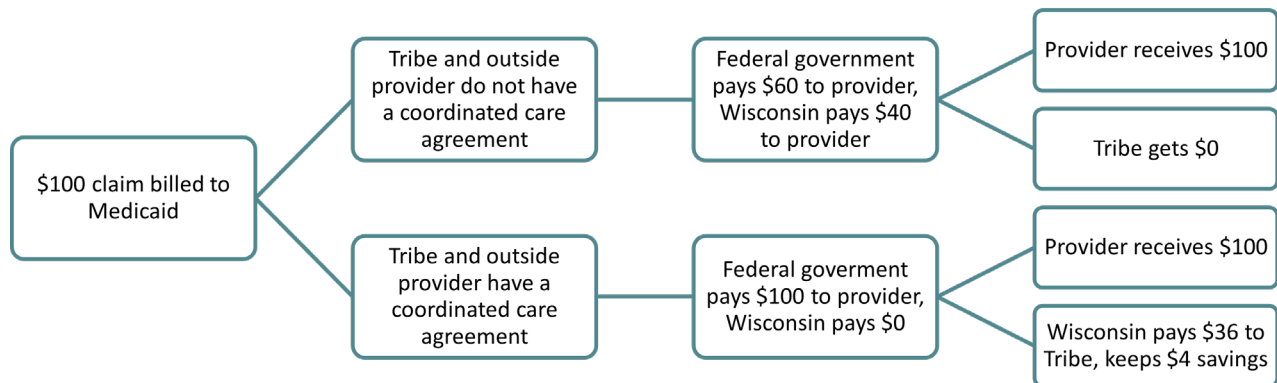 $100 claim billed to
Medicaid
Tribe and outside
provider do not have
a coordinated care
agreement
Federal government
pays $60 to provider,
Wisconsin pays $40
to provider
Provider receives $100
Tribe gets $0
Tribe and outside
provider have a
coordinated care
agreement
Federal goverment
pays $100 to provider,
Wisconsin pays $0
Provider receives $100
Wisconsin pays $36 to
Tribe, keeps $4 savings